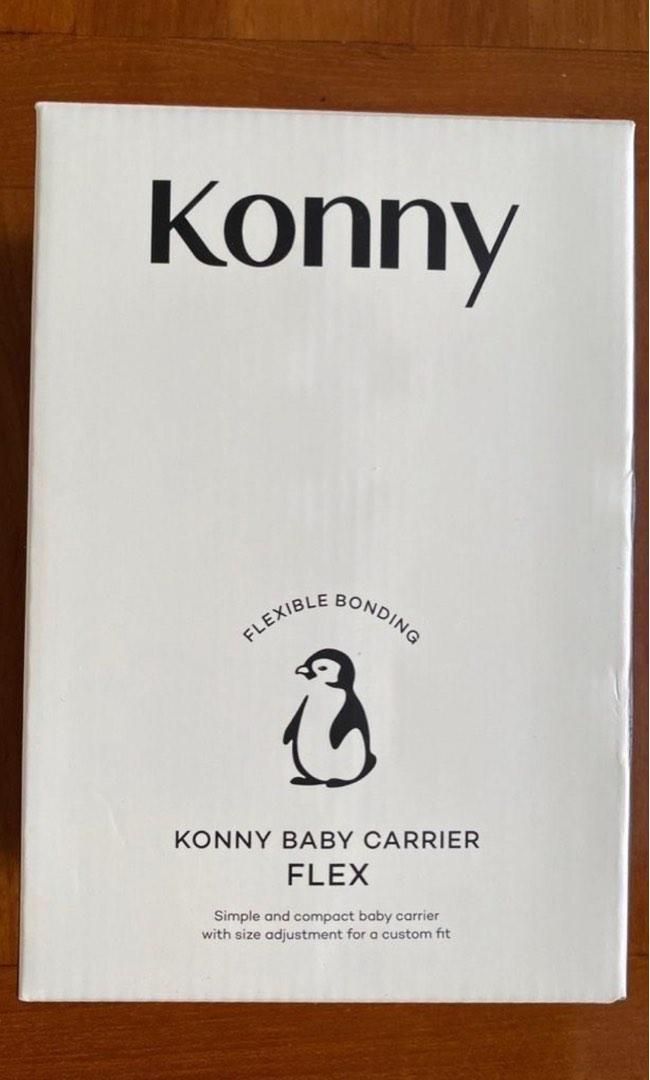 Konny
FLEXIBLE BONDING
KONNY BABY CARRIER
FLEX
Simple and compact baby carrier
with size adjustment for a custom fit